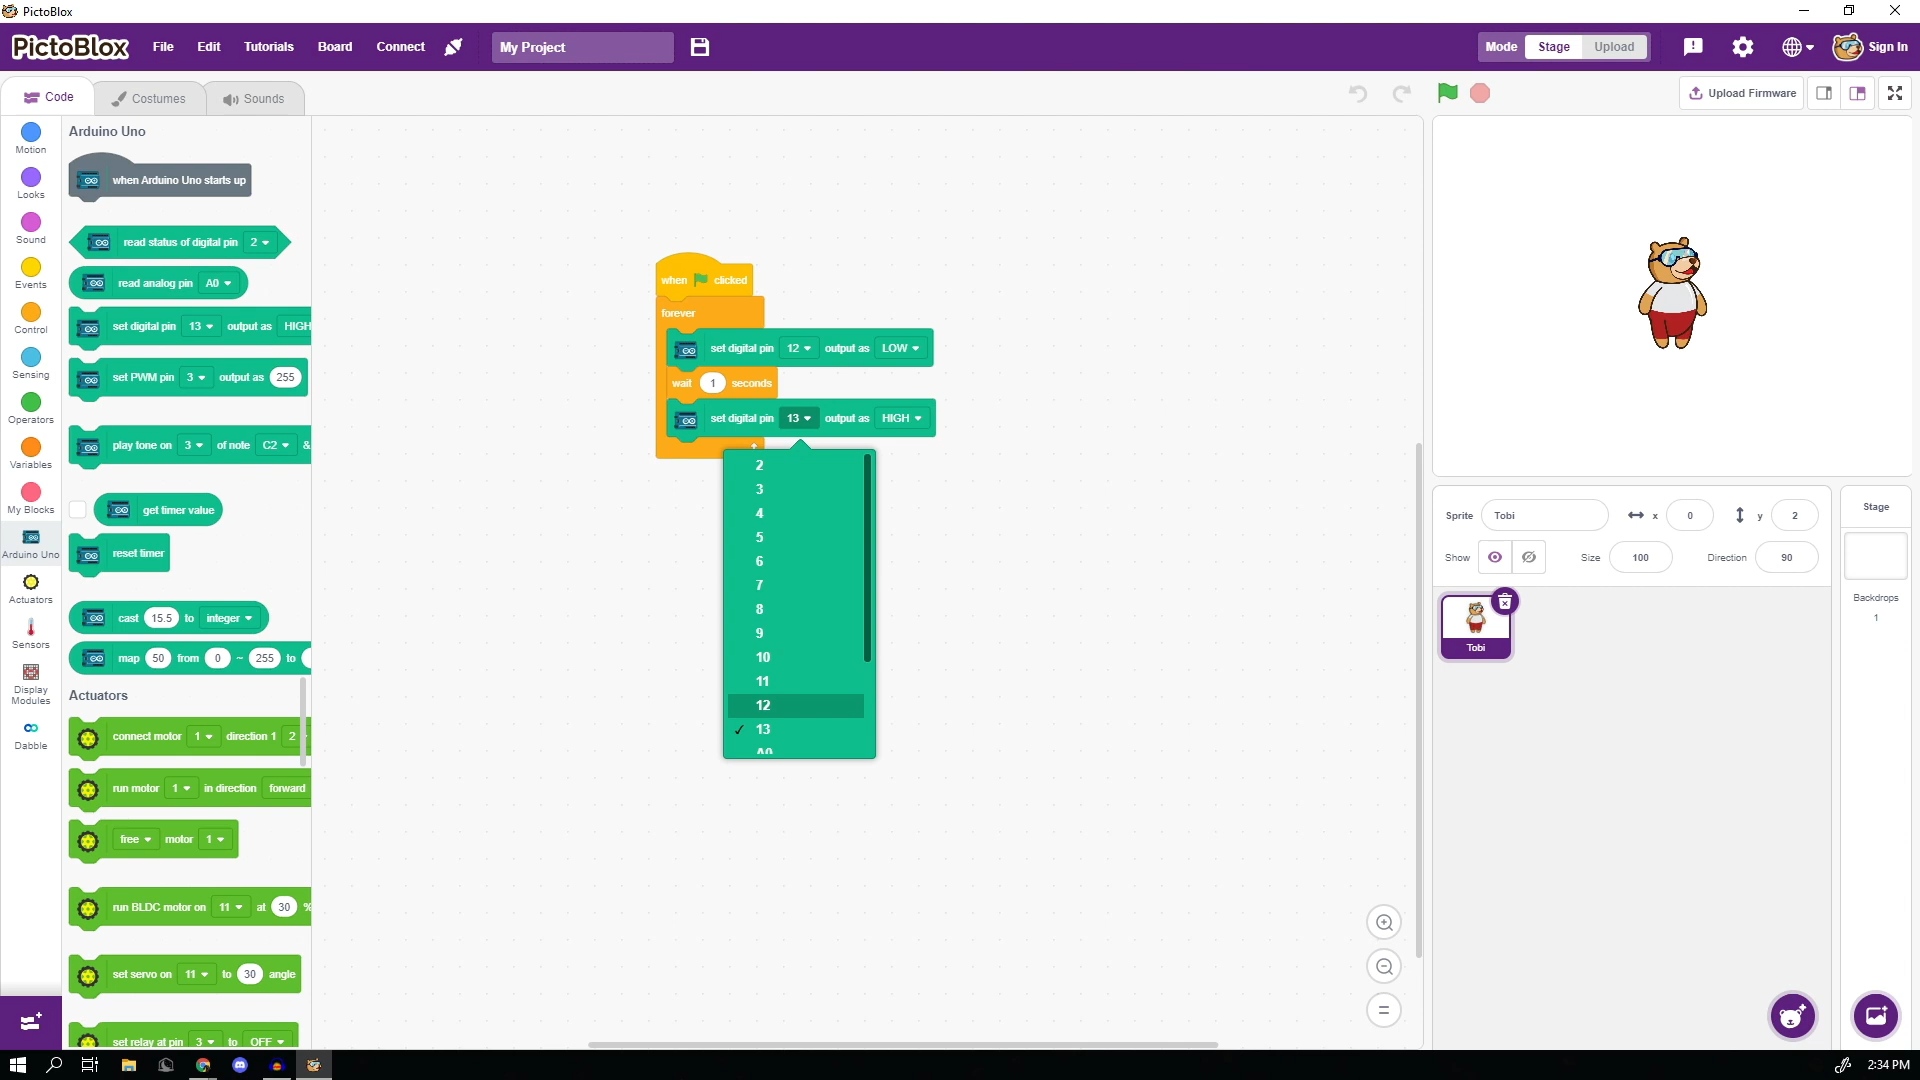 PictoBlox
PictoBlox File Edit Tutorials Board Connect My Project Mode Stage Upload Sign In
Code Costumes Sounds Upload Firmware
Motion
Looks
Sound
Events
Control
Sensing
Operators
Variables
My Blocks
Arduino Uno
Actuators
Sensors
Display
Modules
Dabble
Arduino Uno
when Arduino Uno starts up
read status of digital pin 2
read analog pin A0
set digital pin 13 output as HIGH
set PWM pin 3 output as 255
play tone on 3 of note C2 &
get timer value
reset timer
cast 15.5 to integer
map 50 from 0 ~ 255 to
Actuators
connect motor 1 direction 1 2
run motor 1 in direction forward
free motor 1
run BLDC motor on 11 at 30 %
set servo on 11 to 30 angle
set relay at pin 3 to OFF
when clicked
forever
set digital pin 12 output as LOW
wait 1 seconds
set digital pin 13 output as HIGH
2
3
4
5
6
7
8
9
10
11
12
✓ 13
A0
Sprite Tobi x 0 y 2
Show Size 100 Direction 90
Tobi
Stage
Backdrops
1
2:34 PM